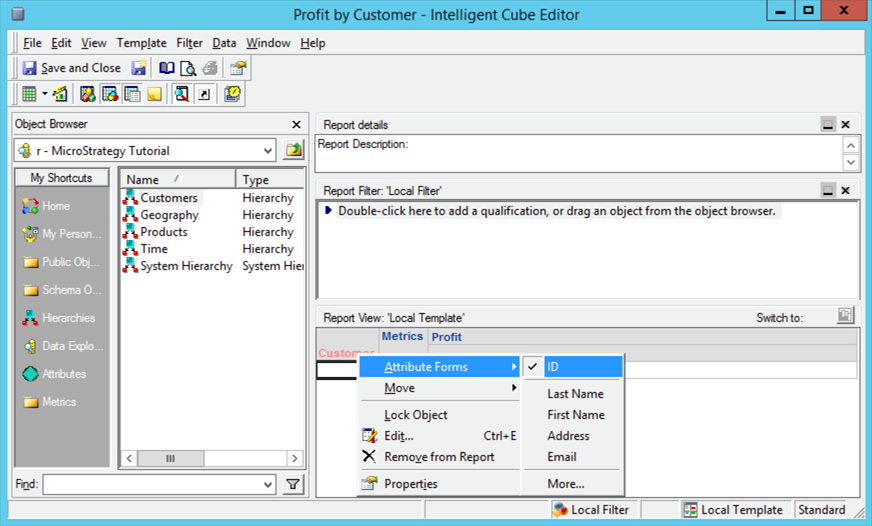 Profit by Customer - Intelligent Cube Editor
File Edit View Template Filter Data Window Help
Save and Close
Object Browser
r - MicroStrategy Tutorial
My Shortcuts
Home
My Person...
Public Obj...
Schema O...
Hierarchies
Data Explo...
Attributes
Metrics
Name Type
Customers Hierarchy
Geography Hierarchy
Products Hierarchy
Time Hierarchy
System Hierarchy System Hier
Find:
Report details
Report Description:
Report Filter: 'Local Filter'
Double-click here to add a qualification, or drag an object from the object browser.
Report View: 'Local Template' Switch to:
Metrics Profit
Customer
Attribute Forms
Move
Lock Object
Edit... Ctrl+E
Remove from Report
Properties
ID
Last Name
First Name
Address
Email
More...
Local Filter Local Template Standard